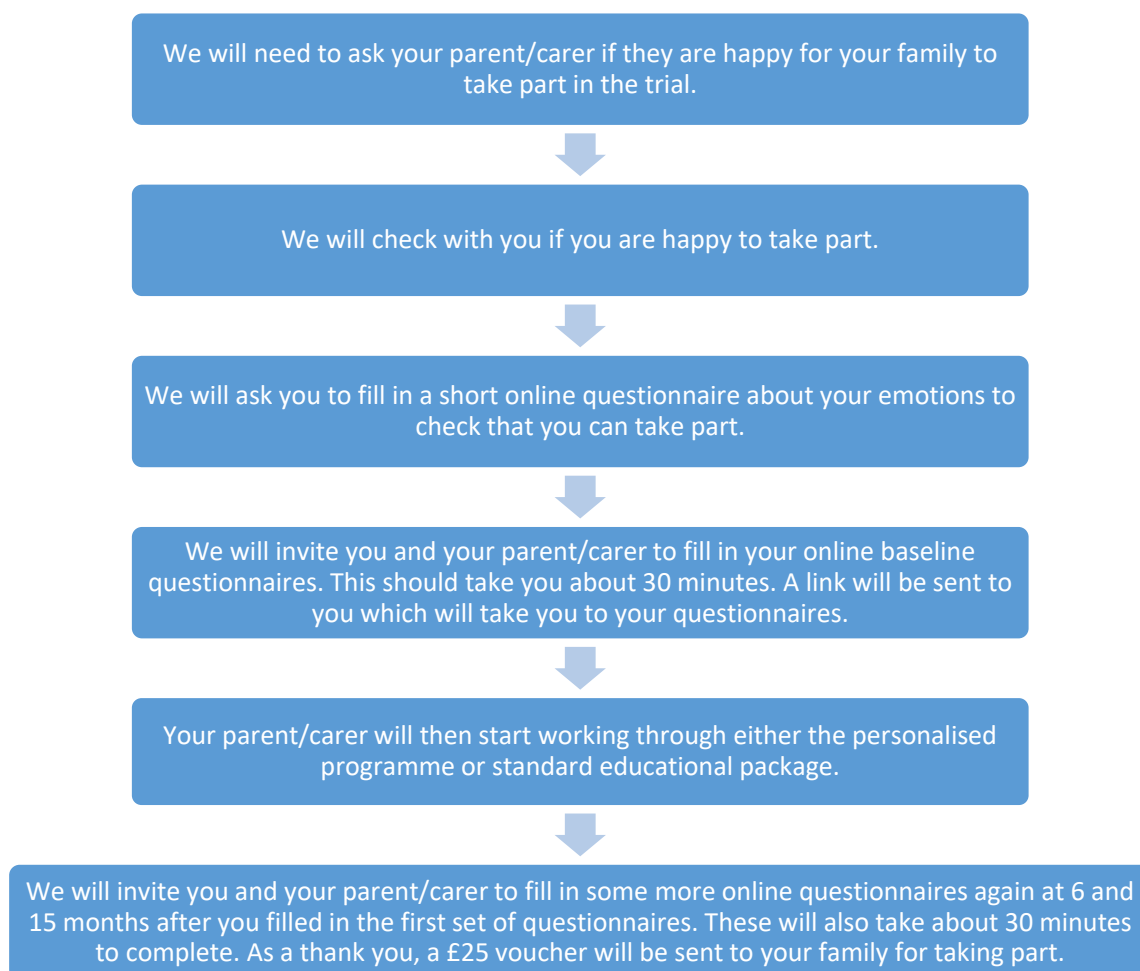 We will need to ask your parent/carer if they are happy for your family to
take part in the trial.
We will check with you if you are happy to take part.
We will ask you to fill in a short online questionnaire about your emotions to
check that you can take part.
We will invite you and your parent/carer to fill in your online baseline
questionnaires. This should take you about 30 minutes. A link will be sent to
you which will take you to your questionnaires.
Your parent/carer will then start working through either the personalised
programme or standard educational package.
We will invite you and your parent/carer to fill in some more online questionnaires again at 6 and
15 months after you filled in the first set of questionnaires. These will also take about 30 minutes
to complete. As a thank you, a £25 voucher will be sent to your family for taking part.